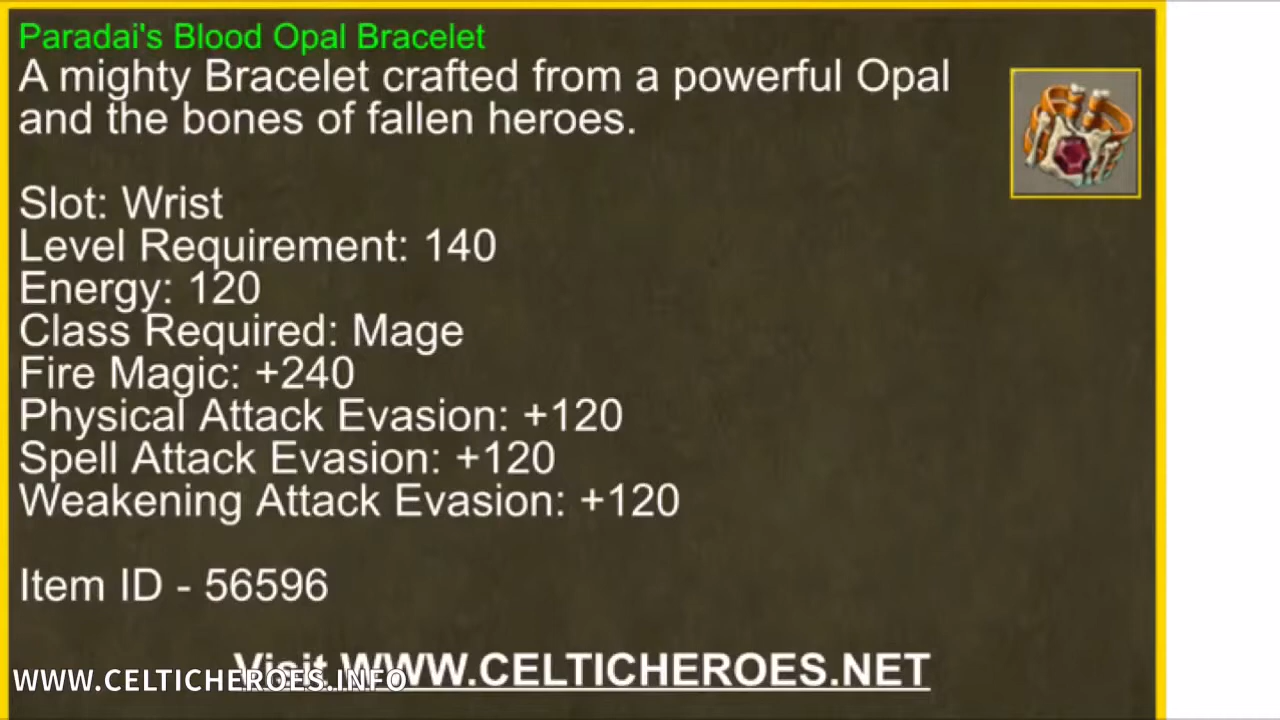 Paradai's Blood Opal Bracelet
A mighty Bracelet crafted from a powerful Opal
and the bones of fallen heroes.
Slot: Wrist
Level Requirement: 140
Energy: 120
Class Required: Mage
Fire Magic: +240
Physical Attack Evasion: +120
Spell Attack Evasion: +120
Weakening Attack Evasion: +120
Item ID - 56596
Visit WWW.CELTICHEROES.NET
WWW.CELTICHEROES.INFO